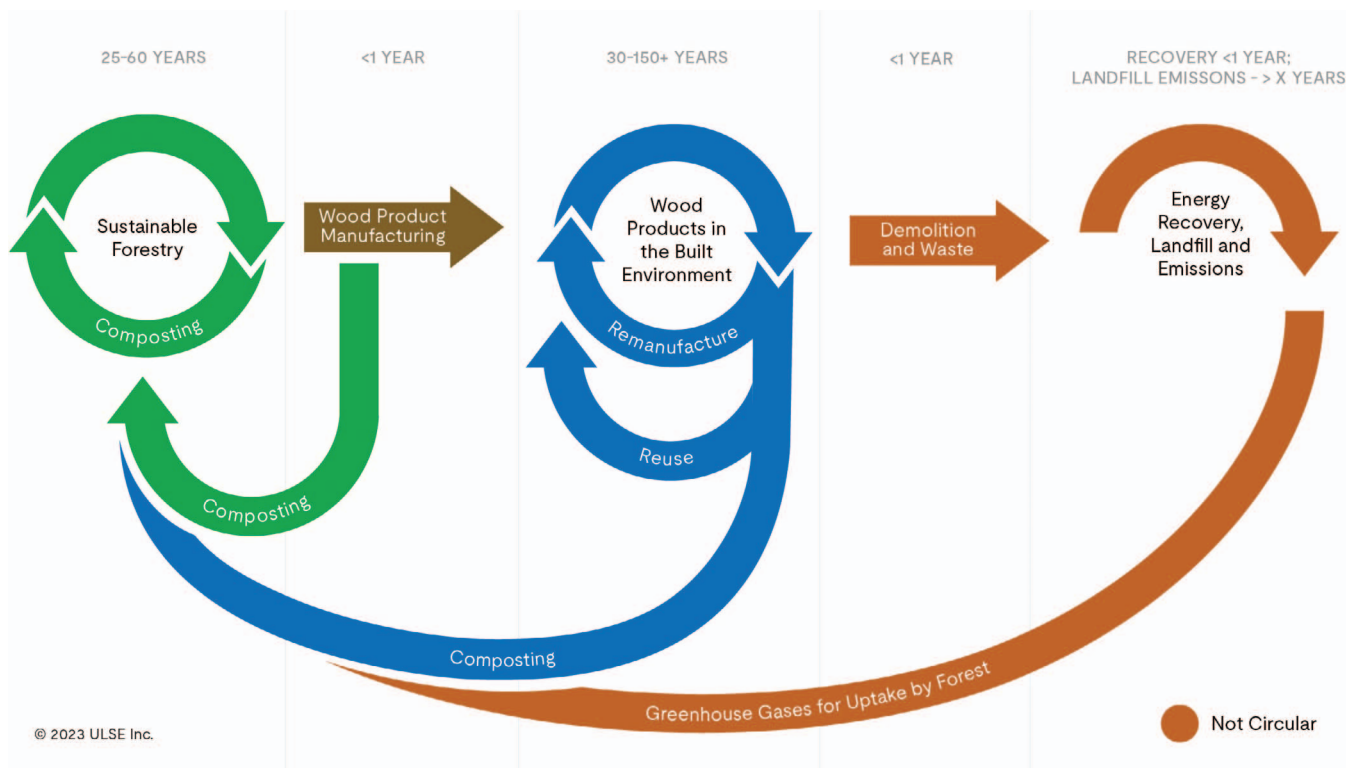 25-60 YEARS
<1 YEAR
30-150+ YEARS
<1 YEAR
RECOVERY <1 YEAR;
LANDFILL EMISSONS - > X YEARS
Sustainable
Forestry
Composting
Wood Product
Manufacturing
Composting
Wood
Products in
the Built
Environment
Remanufacture
Reuse
Composting
Demolition
and Waste
Energy
Recovery,
Landfill and
Emissions
Greenhouse Gases for Uptake by Forest
© 2023 ULSE Inc.
Not Circular